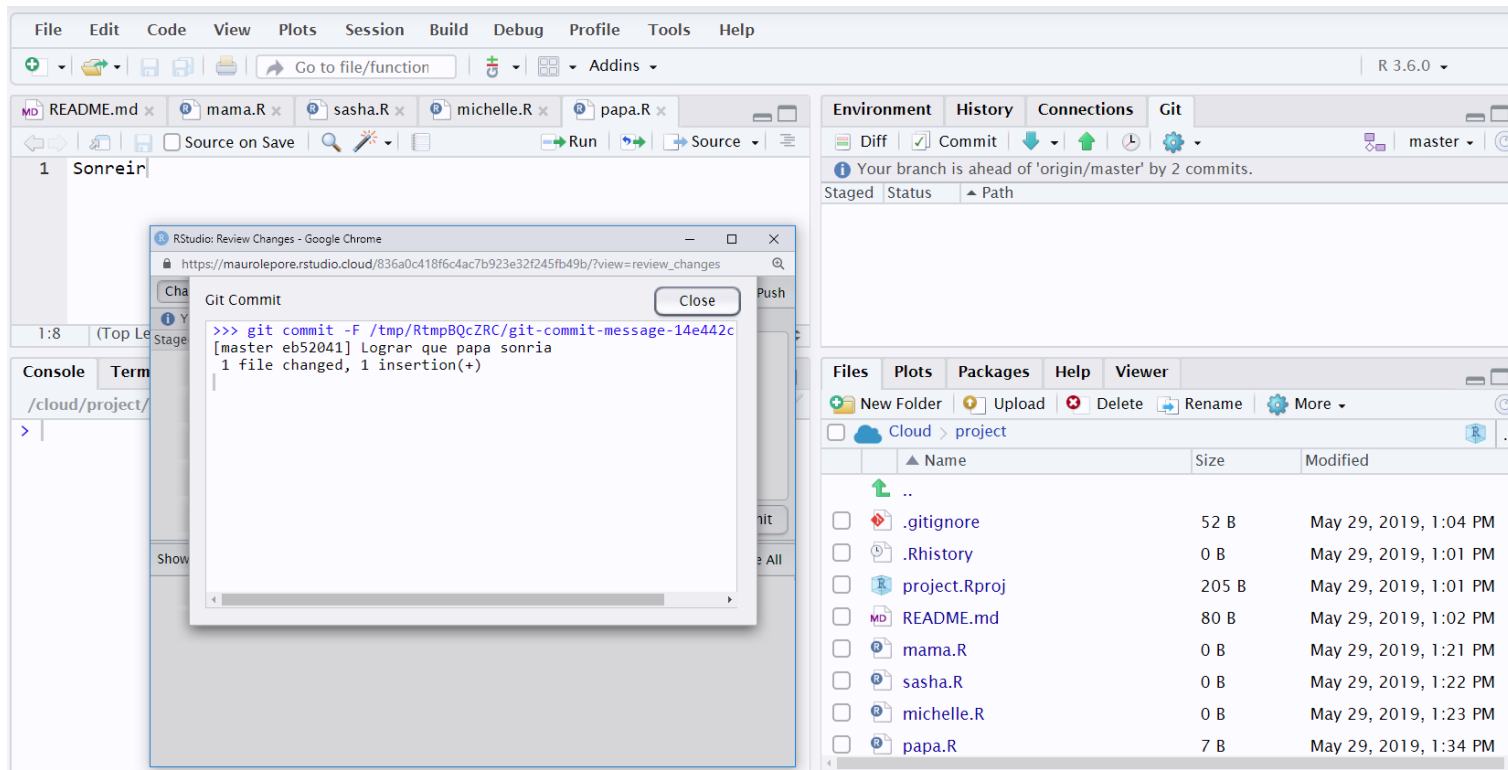 File Edit Code View Plots Session Build Debug Profile Tools Help
Go to file/function Addins R 3.6.0
README.md mama.R sasha.R michelle.R papa.R
Source on Save Run Source
1 Sonreir
1:8 (Top Le
Console Term
/cloud/project/
>
RStudio: Review Changes - Google Chrome
https://maurolepore.rstudio.cloud/836a0c418f6c4ac7b923e32f245fb49b/?view=review_changes
Cha Push
Y
Stage
Git Commit Close
>>> git commit -F /tmp/RtmpBQcZRC/git-commit-message-14e442c
[master eb52041] Lograr que papa sonria
1 file changed, 1 insertion(+)
nit
Show e All
Environment History Connections Git
Diff Commit master
Your branch is ahead of 'origin/master' by 2 commits.
Staged Status Path
Files Plots Packages Help Viewer
New Folder Upload Delete Rename More
Cloud > project
Name Size Modified
..
.gitignore 52 B May 29, 2019, 1:04 PM
.Rhistory 0 B May 29, 2019, 1:01 PM
project.Rproj 205 B May 29, 2019, 1:01 PM
README.md 80 B May 29, 2019, 1:02 PM
mama.R 0 B May 29, 2019, 1:21 PM
sasha.R 0 B May 29, 2019, 1:22 PM
michelle.R 0 B May 29, 2019, 1:23 PM
papa.R 7 B May 29, 2019, 1:34 PM